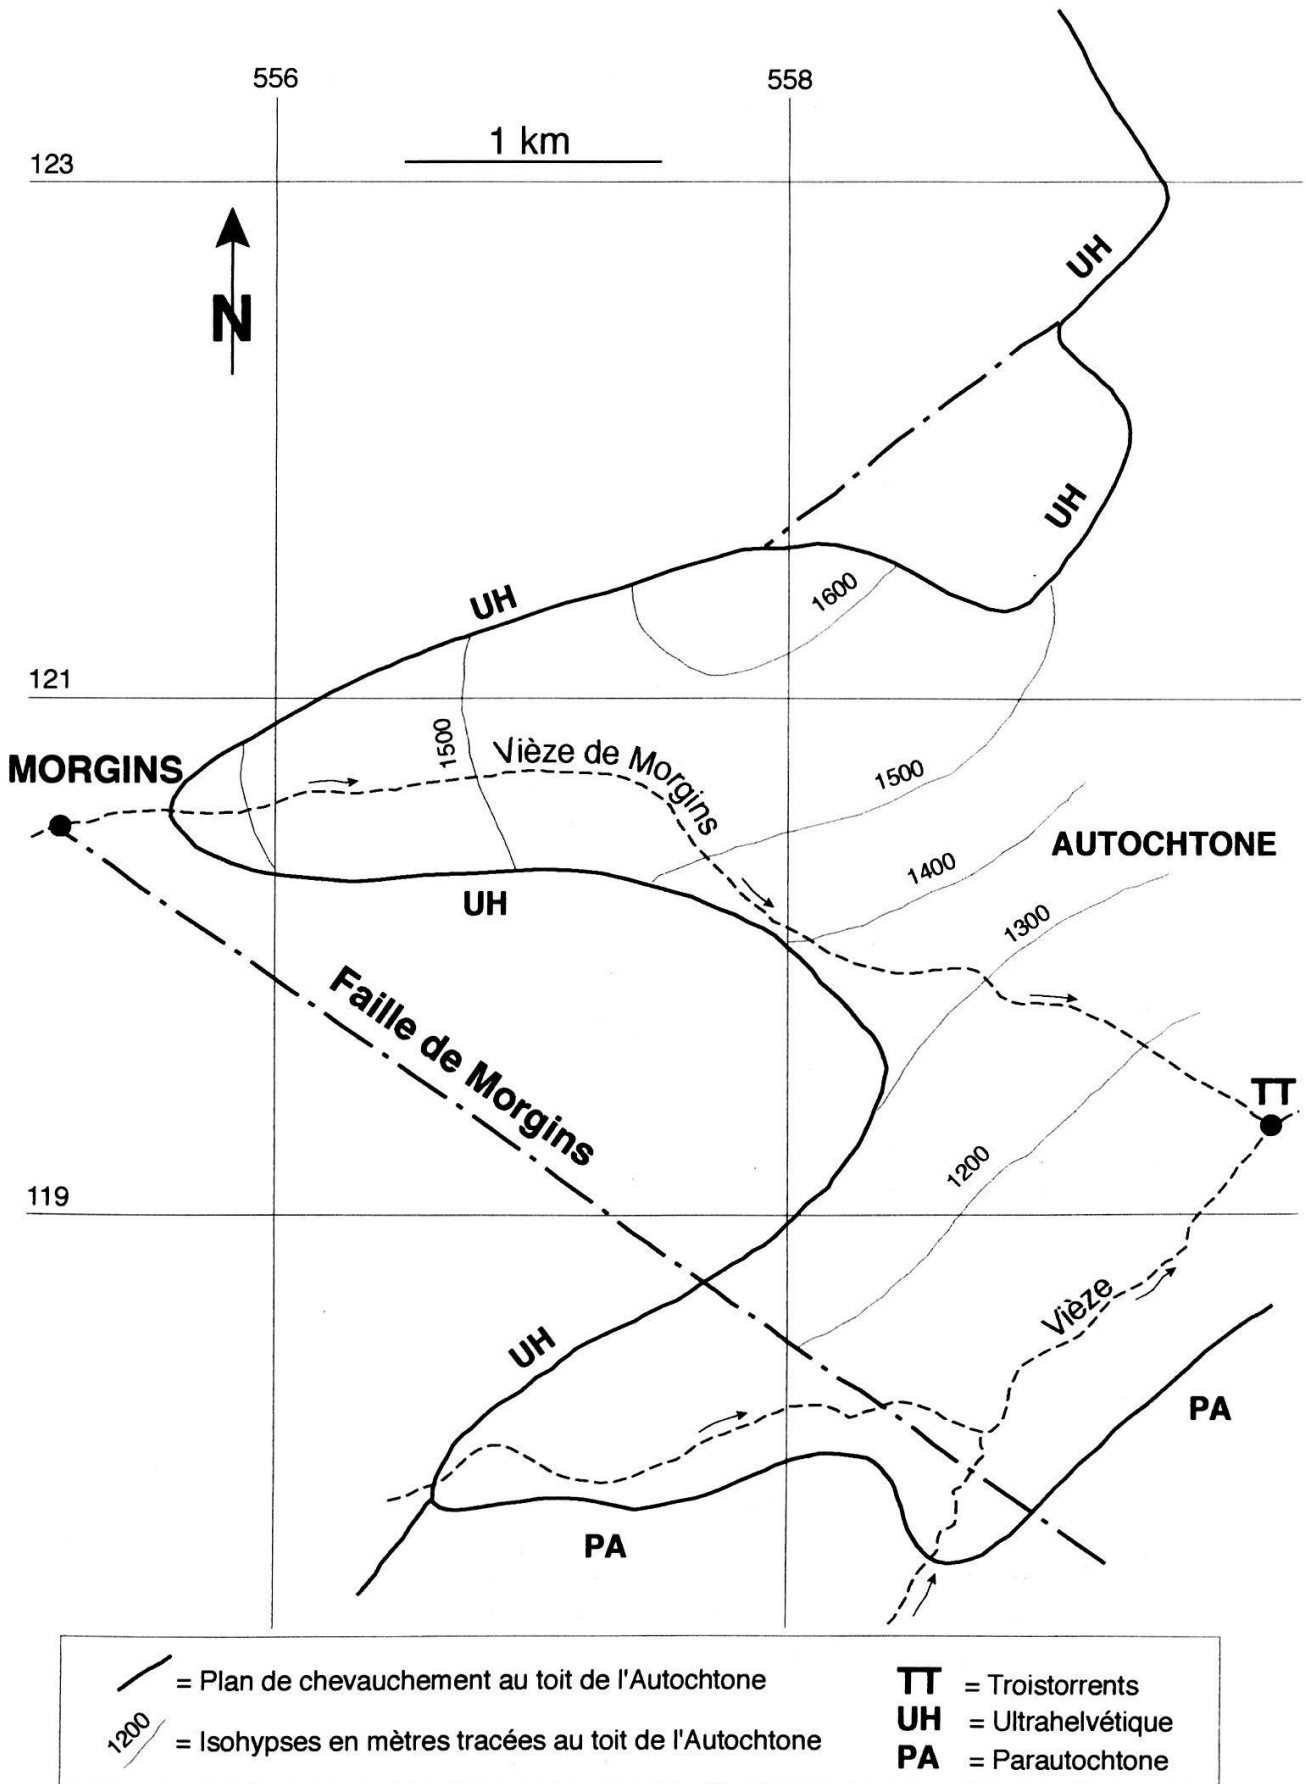 556
558
1 km
123
UH
N
UH
1600
UH
121
1500
Vièze de Morgins
MORGINS
1500
AUTOCHTONE
1400
UH
1300
Faille de Morgins
TT
1200
119
Vièze
UH
PA
PA
= Plan de chevauchement au toit de l'Autochtone
1200 = Isohypses en mètres tracées au toit de l'Autochtone
TT = Troistorrents
UH = Ultrahelvétique
PA = Parautochtone